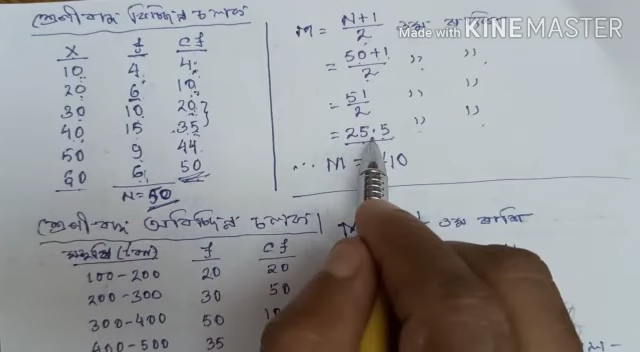 Made with KINEMASTER
শ্রেণীবদ্ধ বিচ্ছিন্ন চলক
X f Cf
10 4 4
20 6 10
30 10 20
40 15 35
50 9 44
60 6 50
N = 50
M = N+1 / 2 তম রাশি
= 50+1 / 2 ,, ,,
= 51 / 2 ,, ,,
= 25.5 ,, ,,
∴ M = 40
শ্রেণীবদ্ধ অবিচ্ছিন্ন চলক
f Cf
100-200 20 20
200-300 30 50
300-400 50
400-500 35
তম রাশি